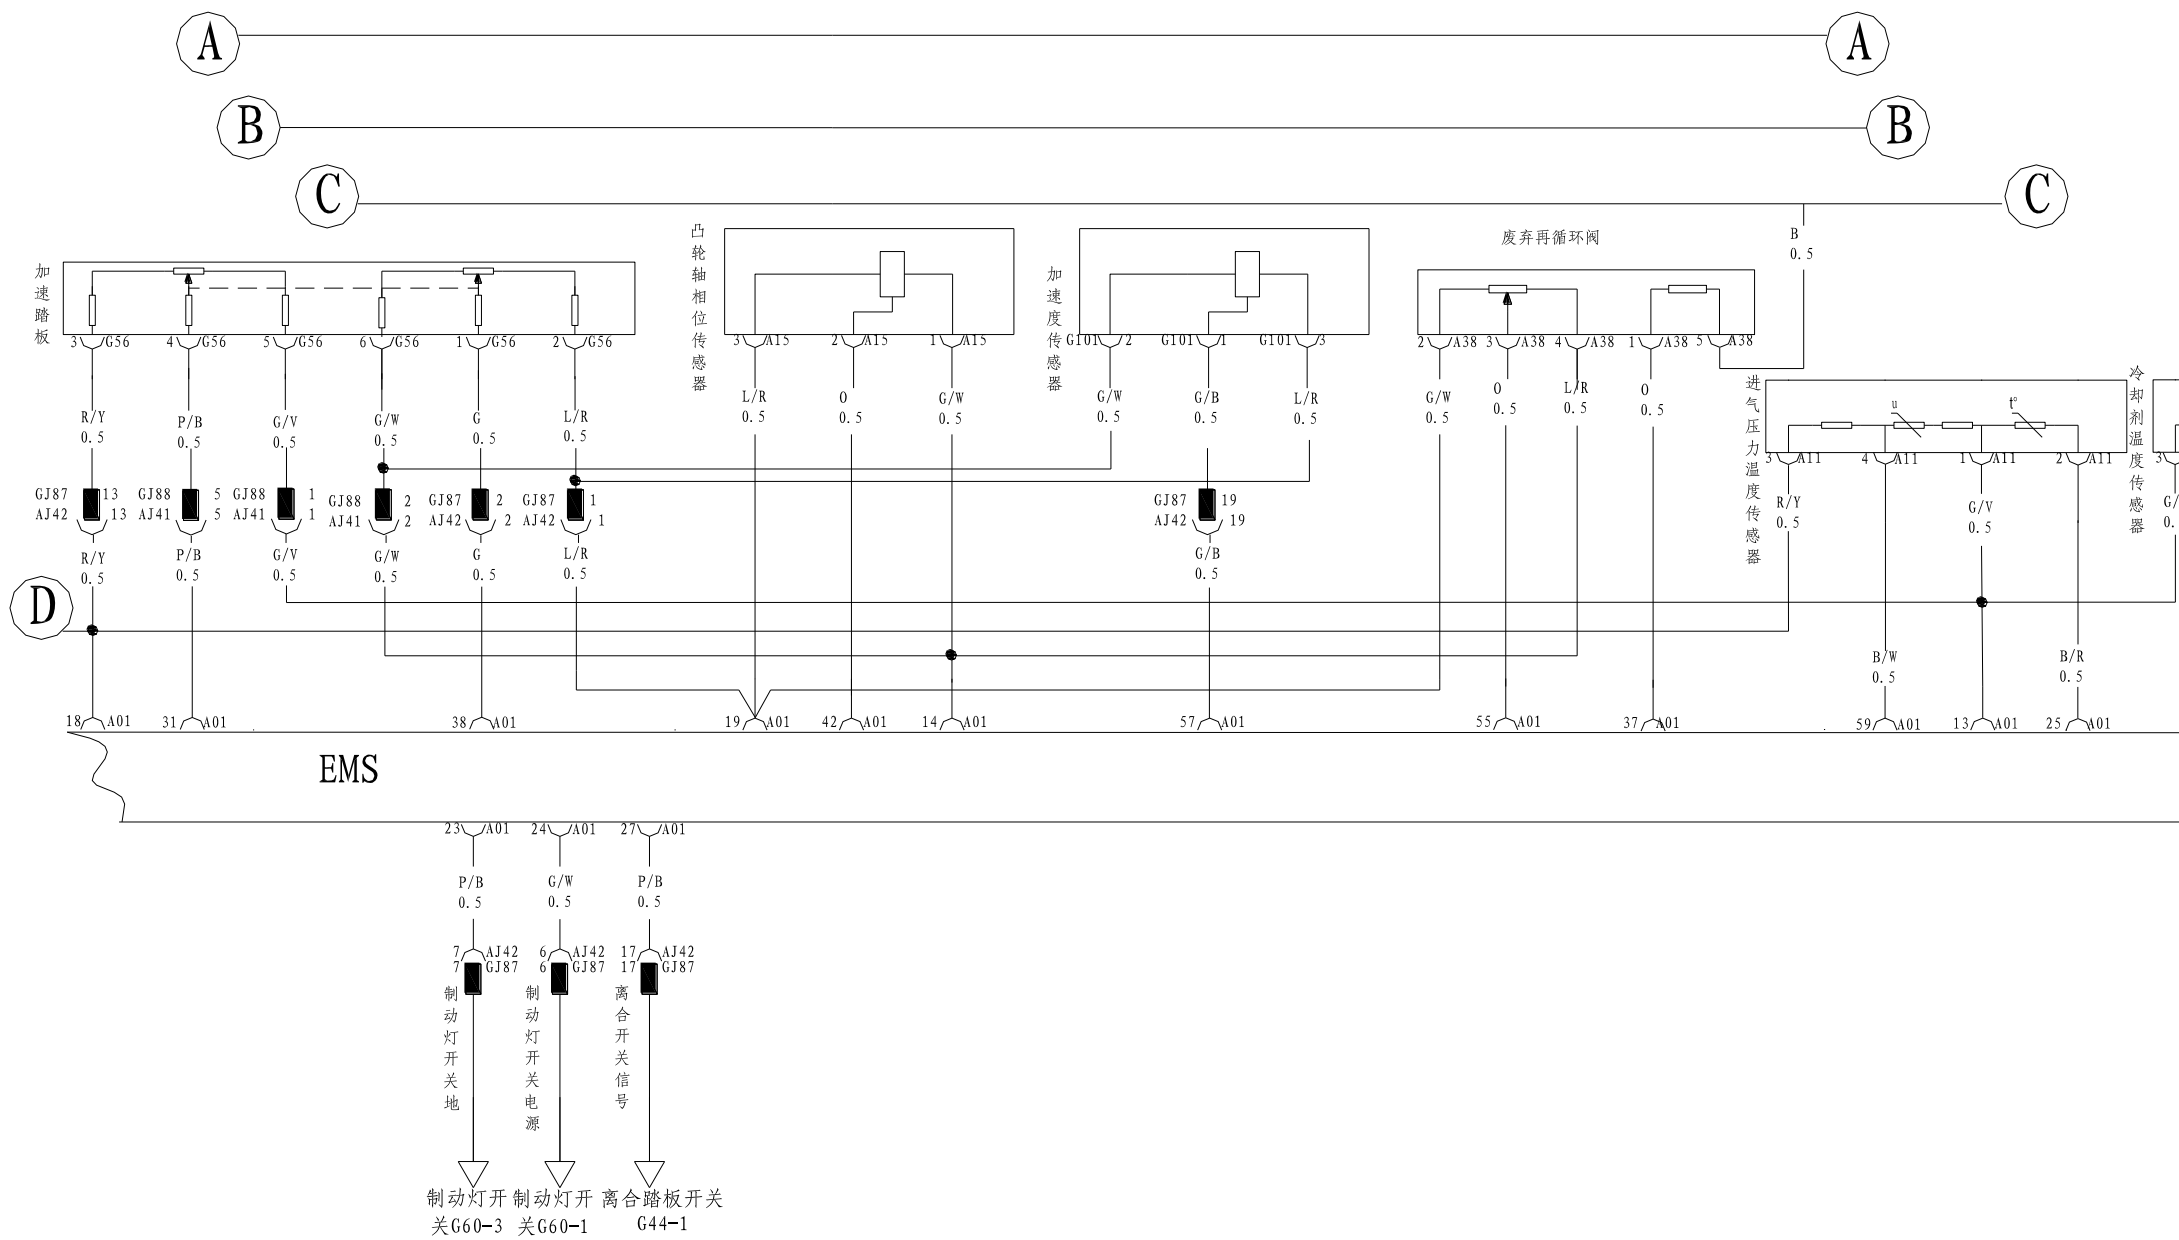 A A
B B
C C
B
0.5
加速踏板
3 G56 4 G56 5 G56 6 G56 1 G56 2 G56
R/Y
0.5
P/B
0.5
G/V
0.5
G/W
0.5
G
0.5
L/R
0.5
GJ87 13
AJ42 13
GJ88 5
AJ41 5
GJ88 1
AJ41 1
GJ88 2
AJ41 2
GJ87 2
AJ42 2
GJ87 1
AJ42 1
R/Y
0.5
P/B
0.5
G/V
0.5
G/W
0.5
G
0.5
L/R
0.5
凸轮轴相位传感器
3 A15 2 A15 1 A15
L/R
0.5
O
0.5
G/W
0.5
加速度传感器
G101 2 G101 1 G101 3
G/W
0.5
G/B
0.5
L/R
0.5
GJ87 19
AJ42 19
G/B
0.5
废弃再循环阀
2 A38 3 A38 4 A38 1 A38 5 A38
G/W
0.5
O
0.5
L/R
0.5
O
0.5
进气压力温度传感器
u t°
3 A11 4 A11 1 A11 2 A11
R/Y
0.5
G/V
0.5
B/W
0.5
B/R
0.5
冷却剂温度传感器
3
G/
0.
D
18 A01 31 A01 38 A01 19 A01 42 A01 14 A01 57 A01 55 A01 37 A01 59 A01 13 A01 25 A01
EMS
23 A01 24 A01 27 A01
P/B
0.5
G/W
0.5
P/B
0.5
7 AJ42 6 AJ42 17 AJ42
7 GJ87 6 GJ87 17 GJ87
制动灯开关地
制动灯开关电源
离合开关信号
制动灯开 制动灯开 离合踏板开关
关G60-3 关G60-1 G44-1